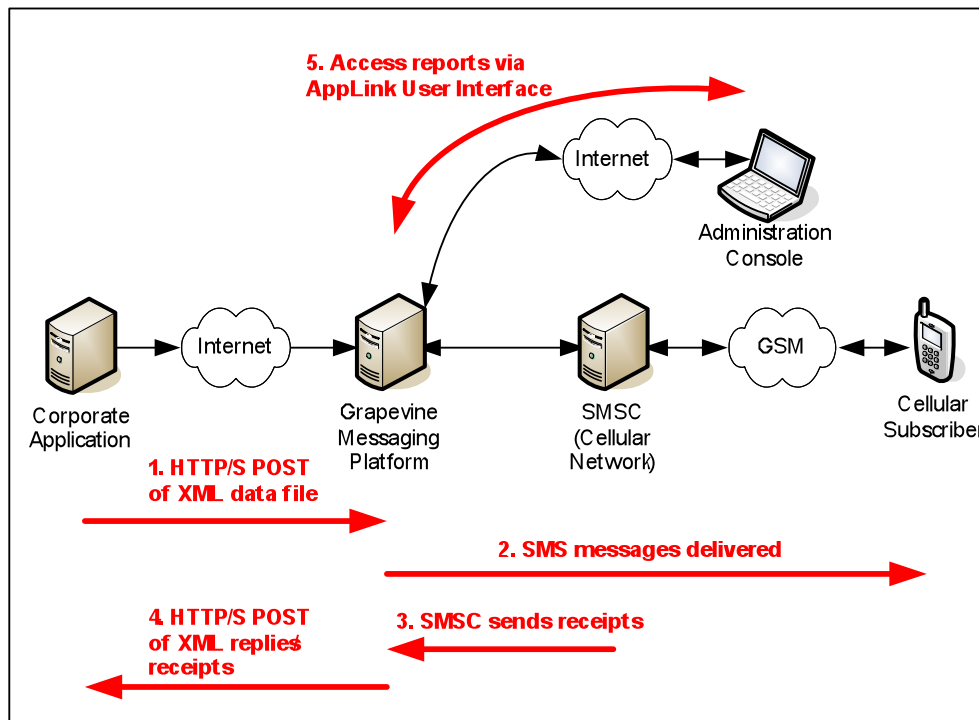 5. Access reports via
AppLink User Interface
Internet
Administration
Console
Internet
GSM
Corporate
Application
Grapevine
Messaging
Platform
SMSC
(Cellular
Network)
Cellular
Subscriber
1. HTTP/S POST
of XML data file
2. SMS messages delivered
4. HTTP/S POST
of XML replies/
receipts
3. SMSC sends receipts